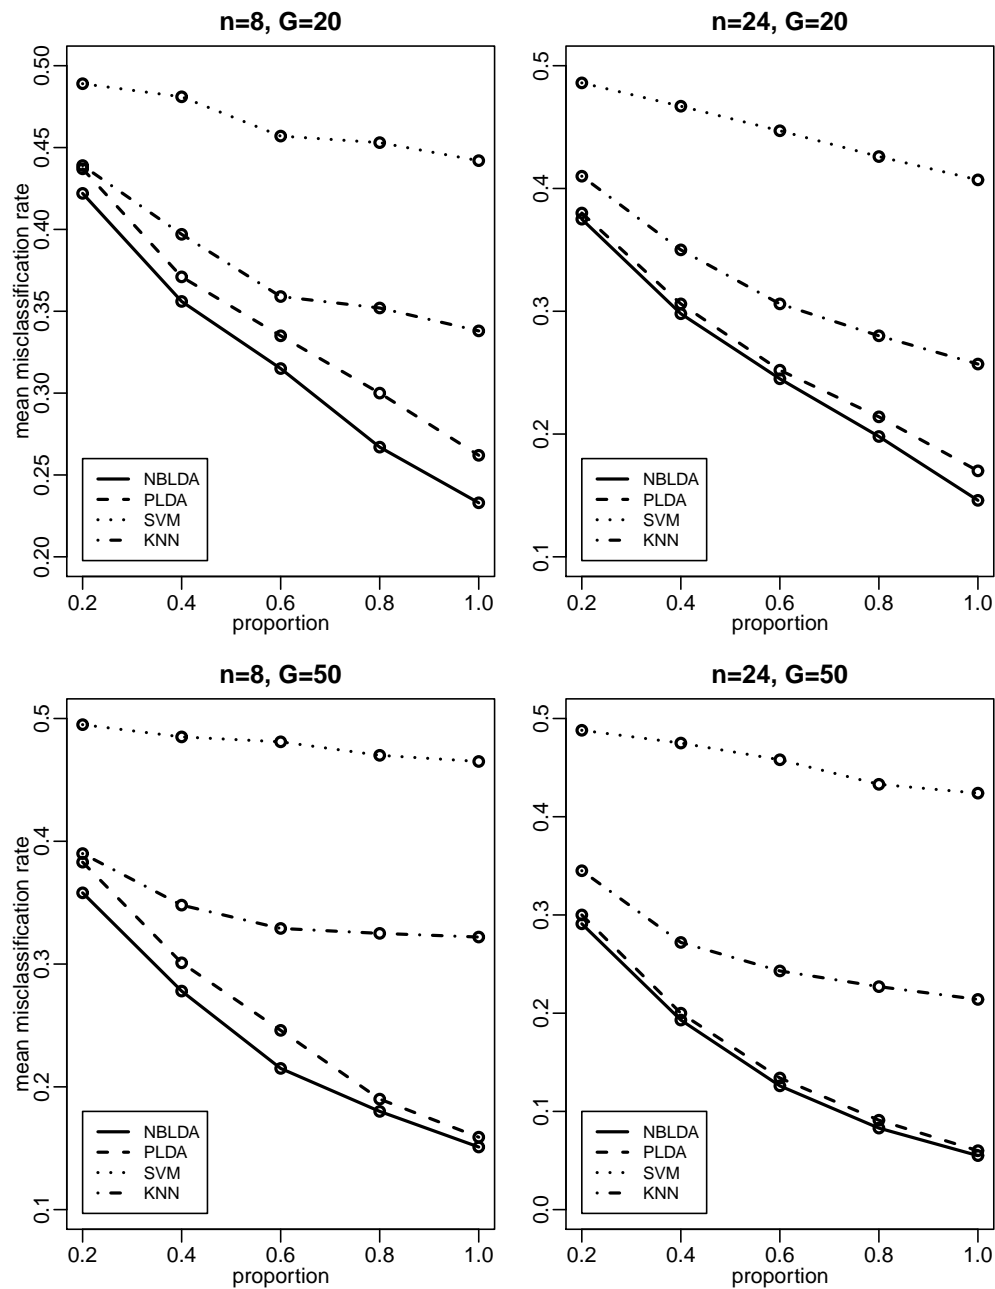 n=8, G=20
mean misclassification rate
0.50
0.45
0.40
0.35
0.30
0.25
0.20
NBLDA
PLDA
SVM
KNN
0.2 0.4 0.6 0.8 1.0
proportion
n=24, G=20
0.5
0.4
0.3
0.2
0.1
NBLDA
PLDA
SVM
KNN
0.2 0.4 0.6 0.8 1.0
proportion
n=8, G=50
mean misclassification rate
0.5
0.4
0.3
0.2
0.1
NBLDA
PLDA
SVM
KNN
0.2 0.4 0.6 0.8 1.0
proportion
n=24, G=50
0.5
0.4
0.3
0.2
0.1
0.0
NBLDA
PLDA
SVM
KNN
0.2 0.4 0.6 0.8 1.0
proportion